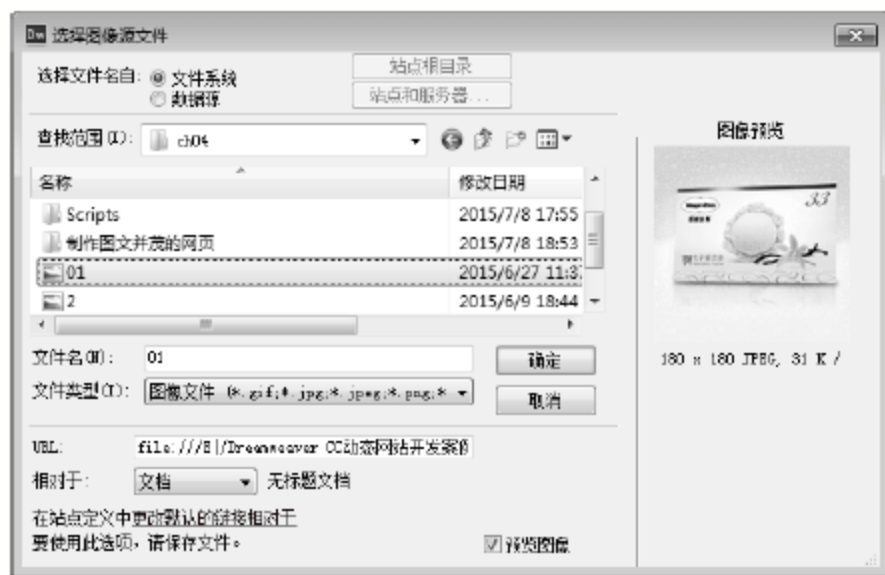 Dw 选择图像源文件
选择文件名自: 文件系统
数据源
站点根目录
站点和服务器...
查找范围(I): ch04
名称 修改日期
Scripts 2015/7/8 17:55
制作图文并茂的网页 2015/7/8 18:53
01 2015/6/27 11:3
2 2015/6/9 18:44
文件名(N): 01
确定
文件类型(T): 图像文件 (*.gif;*.jpg;*.jpeg;*.png;*
取消
URL: file:///E|/Dreamweaver CC动态网站开发案例
相对于: 文档 无标题文档
在站点定义中更改默认的链接相对于
要使用此选项，请保存文件。
预览图像
图像预览
33
180 x 180 JPEG, 31 K /